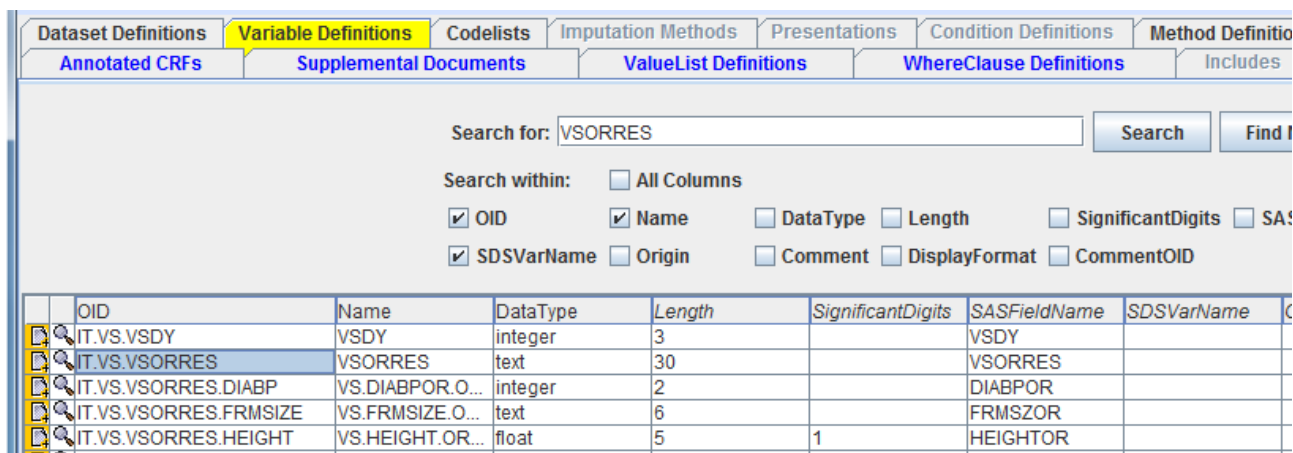 Dataset Definitions Variable Definitions Codelists Imputation Methods Presentations Condition Definitions Method Definitio
Annotated CRFs Supplemental Documents ValueList Definitions WhereClause Definitions Includes
Search for: VSORRES Search Find
Search within: All Columns
OID Name DataType Length SignificantDigits SAS
SDSVarName Origin Comment DisplayFormat CommentOID
OID Name DataType Length SignificantDigits SASFieldName SDSVarName
IT.VS.VSDY VSDY integer 3 VSDY
IT.VS.VSORRES VSORRES text 30 VSORRES
IT.VS.VSORRES.DIABP VS.DIABPOR.O... integer 2 DIABPOR
IT.VS.VSORRES.FRMSIZE VS.FRMSIZE.O... text 6 FRMSZOR
IT.VS.VSORRES.HEIGHT VS.HEIGHT.OR... float 5 1 HEIGHTOR